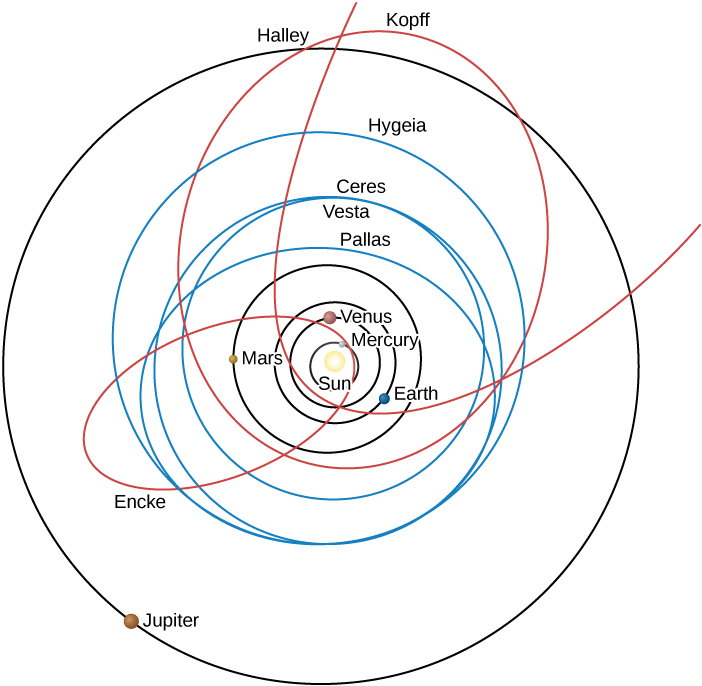 Kopff
Halley
Hygeia
Ceres
Vesta
Pallas
Venus
Mercury
Mars
Sun
Earth
Encke
Jupiter